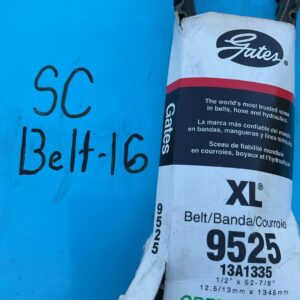 SC
Belt-16
Gates
The world's most trusted name
in belts, hose and hydraulics
La marca más confiable del mundo
en bandas, mangueras y línea hidráulica
Sceau de fiabilité mondial
en courroies, boyaux et l'hydraulique
Gates
9525
XL®
Belt/Banda/Courroie
9525
13A1335
1/2" x 52-7/8"
12.5/13mm x 1345mm